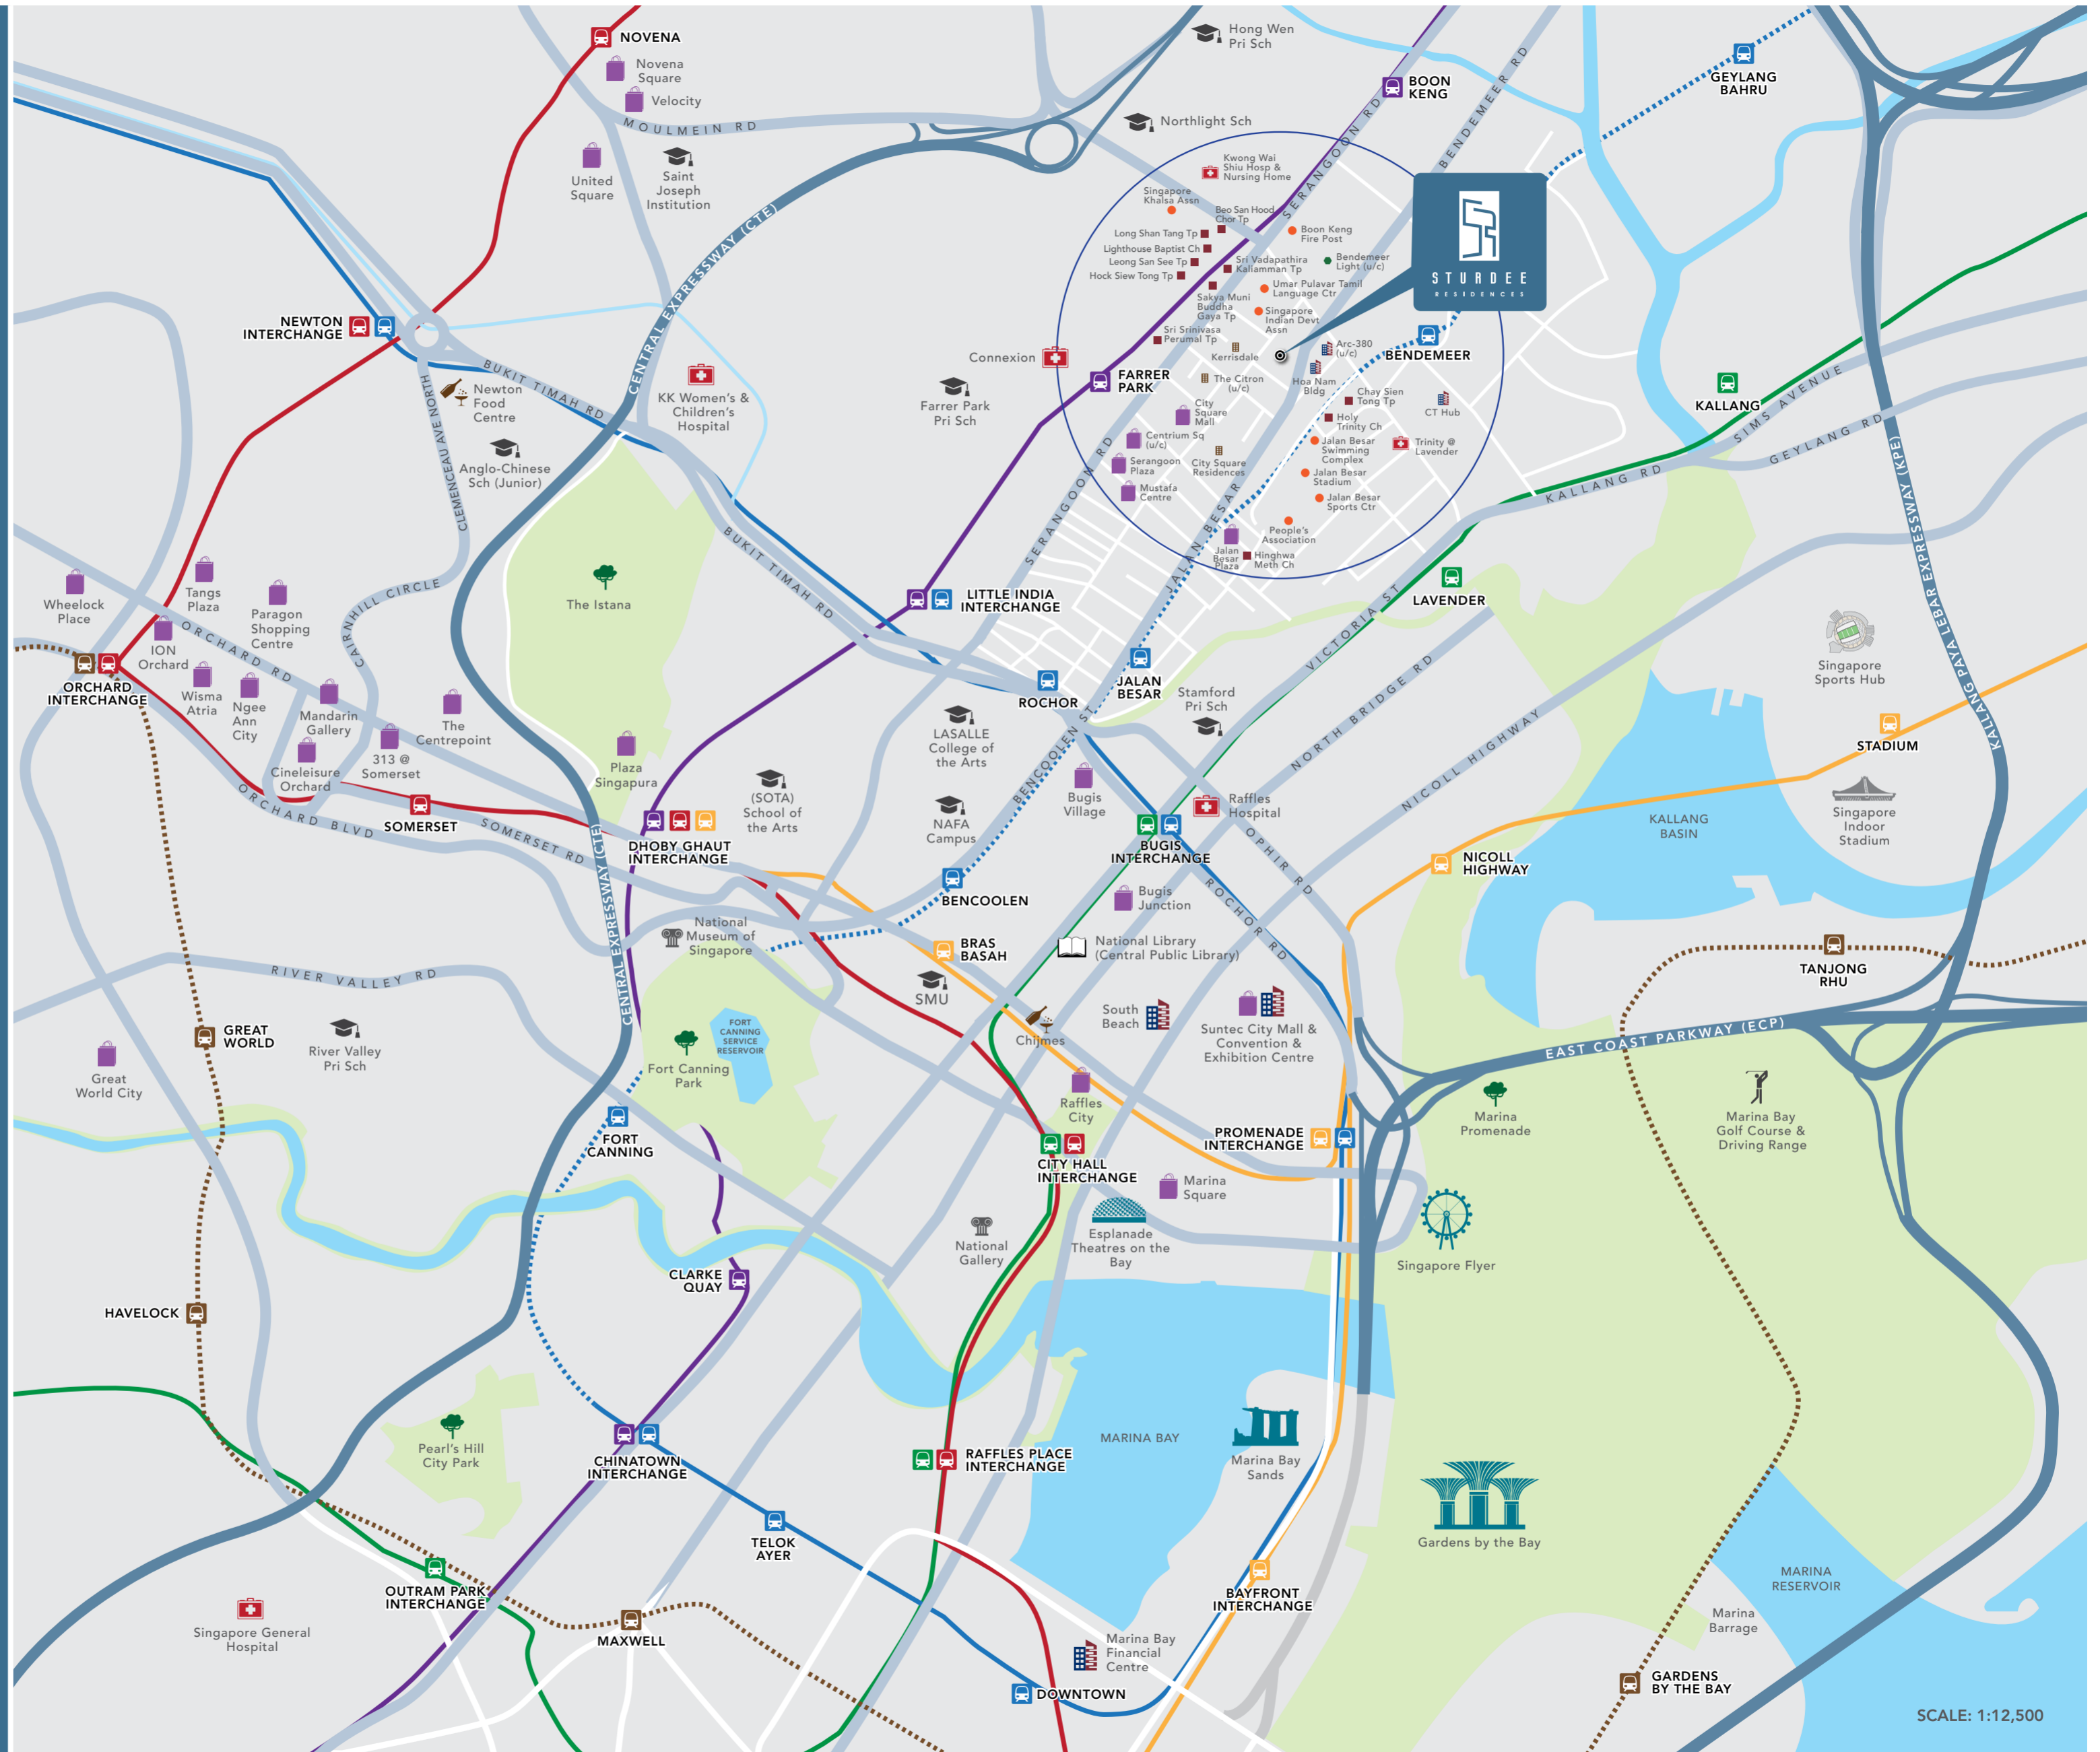 NOVENA
Novena
Square
Velocity
MOULMEIN RD
United
Square
Saint
Joseph
Institution
Hong Wen
Pri Sch
Northlight Sch
BOON
KENG
SERANGOON RD
BENDEMEER RD
GEYLANG
BAHRU
CENTRAL EXPRESSWAY (CTE)
Kwong Wai
Shiu Hosp &
Nursing Home
Singapore
Khalsa Assn
Beo San Hood
Chor Tp
Long Shan Tang Tp
Lighthouse Baptist Ch
Leong San See Tp
Hock Siew Tong Tp
Boon Keng
Fire Post
Sri Vadapathira
Kaliamman Tp
Bendemeer
Light (u/c)
Umar Pulavar Tamil
Language Ctr
Sakya Muni
Buddha
Gaya Tp
Singapore
Indian Devt
Assn
Sri Srinivasa
Perumal Tp
STURDEE
RESIDENCES
NEWTON
INTERCHANGE
BUKIT TIMAH RD
Newton
Food
Centre
CLEMENCEAU AVE NORTH
Anglo-Chinese
Sch (Junior)
KK Women's &
Children's
Hospital
Connexion
Farrer Park
Pri Sch
FARRER
PARK
Kerrisdale
Arc-380
(u/c)
BENDEMEER
The Citron
(u/c)
Hoa Nam
Bldg
Chay Sien
Tong Tp
CT Hub
City
Square
Mall
Holy
Trinity Ch
Centrium Sq
(u/c)
Jalan Besar
Swimming
Complex
Trinity @
Lavender
Serangoon
Plaza
City Square
Residences
Jalan Besar
Stadium
Mustafa
Centre
Jalan Besar
Sports Ctr
People's
Association
Jalan
Besar
Plaza
Hinghwa
Meth Ch
SERANGOON RD
JALAN BESAR
KALLANG
SIMS AVENUE
GEYLANG RD
KALLANG RD
KALLANG PAYA LEBAR EXPRESSWAY (KPE)
BUKIT TIMAH RD
The Istana
LITTLE INDIA
INTERCHANGE
LAVENDER
VICTORIA ST
Wheelock
Place
Tangs
Plaza
Paragon
Shopping
Centre
CAIRNHILL CIRCLE
ION
Orchard
ORCHARD RD
ORCHARD
INTERCHANGE
Wisma
Atria
Ngee
Ann
City
Mandarin
Gallery
The
Centrepoint
313 @
Somerset
Cineleisure
Orchard
ORCHARD BLVD
SOMERSET
SOMERSET RD
Plaza
Singapura
ROCHOR
JALAN
BESAR
Stamford
Pri Sch
LASALLE
College of
the Arts
BENCOOLEN ST
NORTH BRIDGE RD
NICOLL HIGHWAY
Singapore
Sports Hub
STADIUM
KALLANG PAYA LEBAR EXPRESSWAY (KPE)
Singapore
Indoor
Stadium
KALLANG
BASIN
(SOTA)
School of
the Arts
NAFA
Campus
Bugis
Village
Raffles
Hospital
DHOBY GHAUT
INTERCHANGE
BUGIS
INTERCHANGE
OPHIR RD
ROCHOR RD
NICOLL
HIGHWAY
CENTRAL EXPRESSWAY (CTE)
BENCOOLEN
Bugis
Junction
National
Museum of
Singapore
BRAS
BASAH
National Library
(Central Public Library)
SMU
TANJONG
RHU
RIVER VALLEY RD
GREAT
WORLD
River Valley
Pri Sch
Great
World City
FORT
CANNING
SERVICE
RESERVOIR
Fort Canning
Park
Chijmes
South
Beach
Suntec City Mall &
Convention &
Exhibition Centre
EAST COAST PARKWAY (ECP)
Marina
Promenade
Marina Bay
Golf Course &
Driving Range
Raffles
City
FORT
CANNING
CITY HALL
INTERCHANGE
PROMENADE
INTERCHANGE
Marina
Square
National
Gallery
Esplanade
Theatres on the
Bay
Singapore Flyer
CLARKE
QUAY
HAVELOCK
Pearl's Hill
City Park
CHINATOWN
INTERCHANGE
RAFFLES PLACE
INTERCHANGE
MARINA BAY
Marina Bay
Sands
Gardens by the Bay
TELOK
AYER
OUTRAM PARK
INTERCHANGE
BAYFRONT
INTERCHANGE
MARINA
RESERVOIR
Marina
Barrage
Singapore General
Hospital
MAXWELL
Marina Bay
Financial
Centre
DOWNTOWN
GARDENS
BY THE BAY
SCALE: 1:12,500